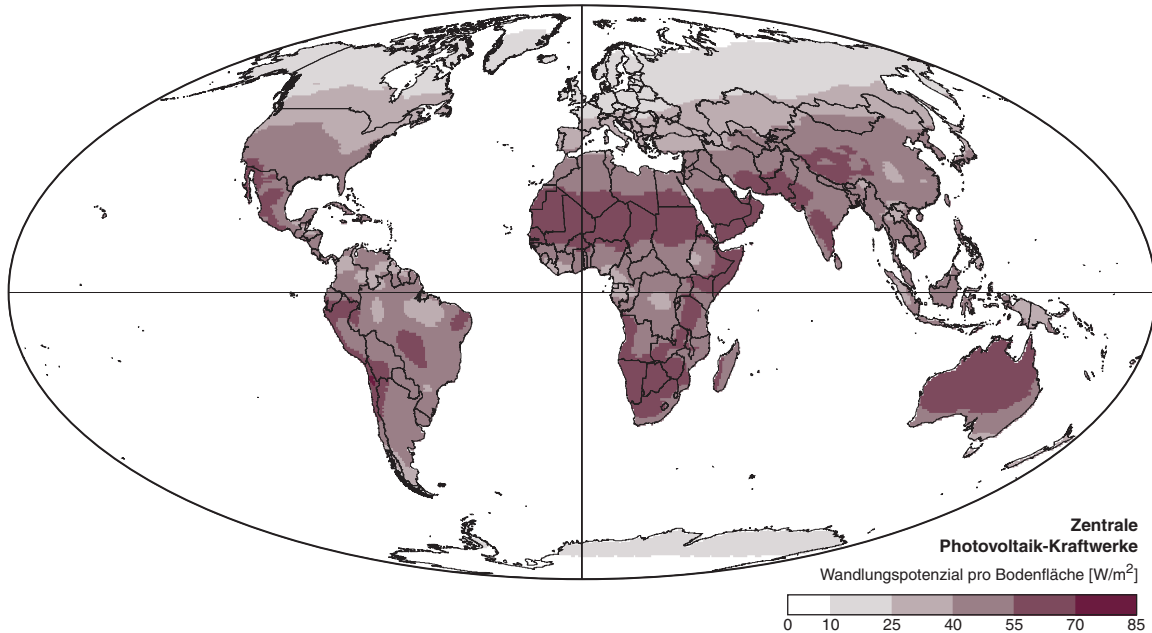 Zentrale
Photovoltaik-Kraftwerke
Wandlungspotenzial pro Bodenfläche [W/m²]
0 10 25 40 55 70 85